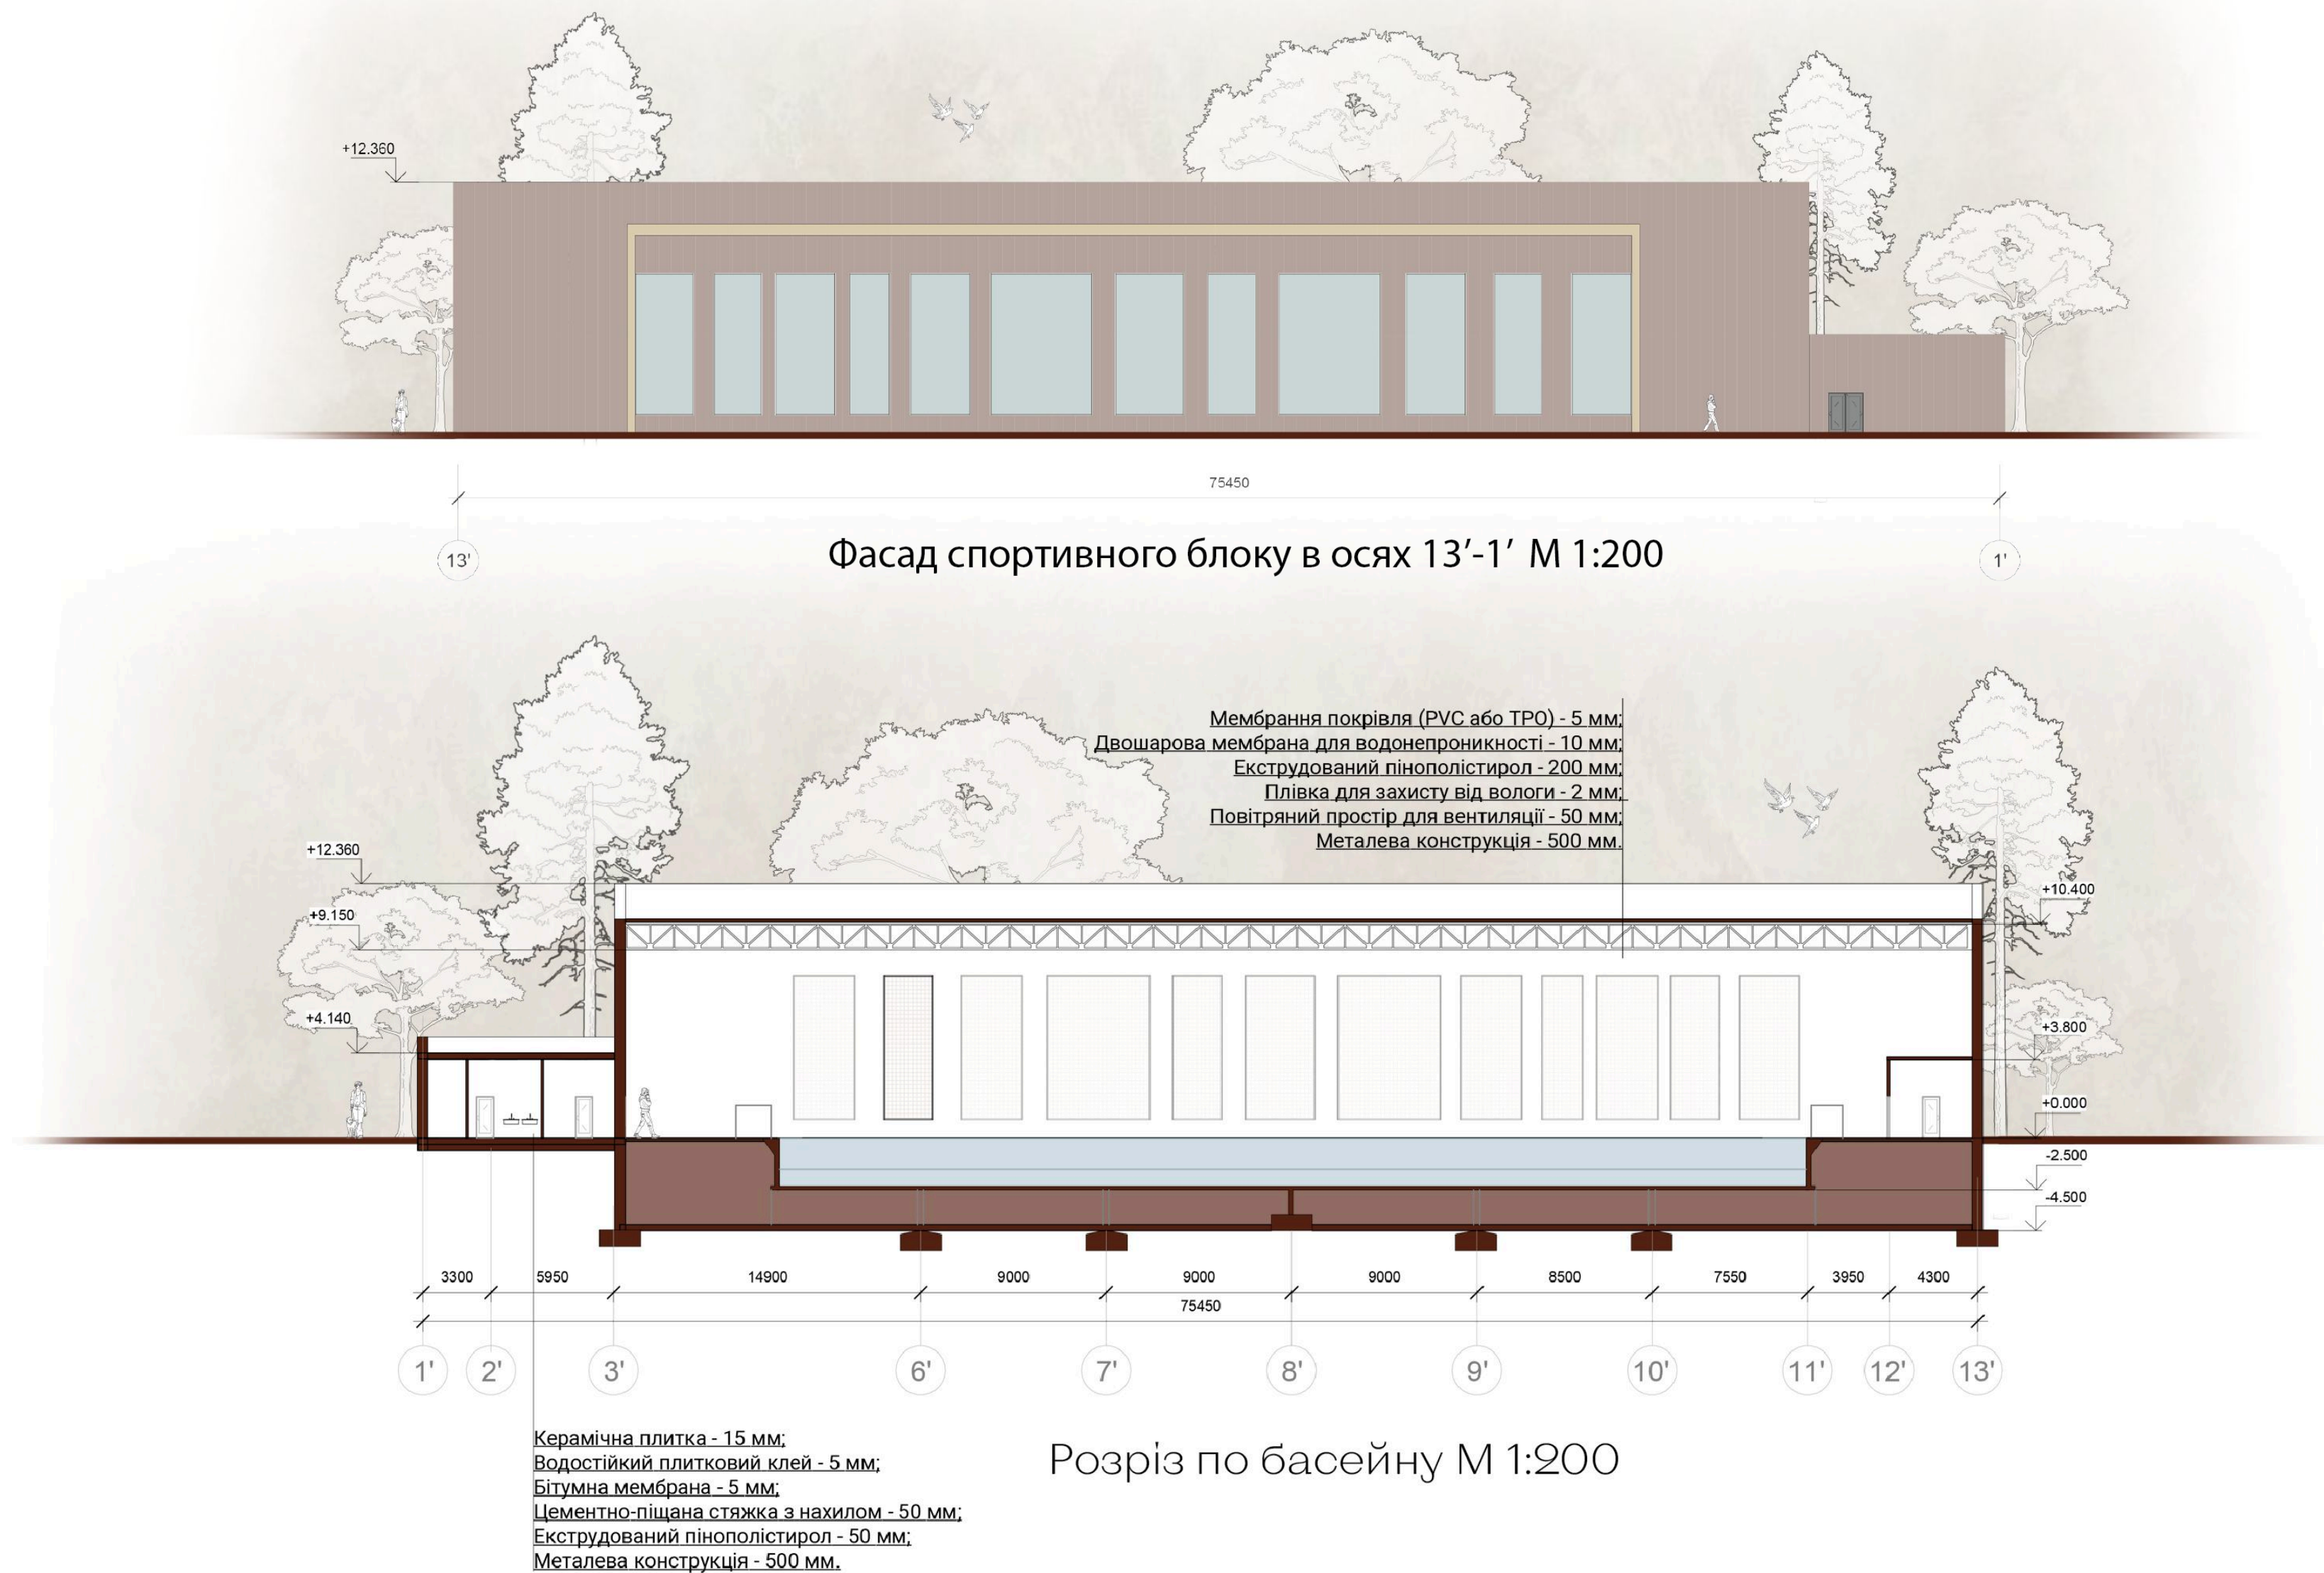 +12.360
75450
13'
Фасад спортивного блоку в осях 13'-1' М 1:200
1'
Мембрання покрівля (PVC або TPO) - 5 мм;
Двошарова мембрана для водонепроникності - 10 мм;
Екструдований пінополістирол - 200 мм;
Плівка для захисту від вологи - 2 мм;
Повітряний простір для вентиляції - 50 мм;
Металева конструкція - 500 мм.
+12.360
+10.400
+9.150
+4.140
+3.800
+0.000
-2.500
-4.500
3300 5950 14900 9000 9000 9000 8500 7550 3950 4300
75450
1' 2' 3' 6' 7' 8' 9' 10' 11' 12' 13'
Керамічна плитка - 15 мм;
Водостійкий плитковий клей - 5 мм;
Бітумна мембрана - 5 мм;
Цементно-піщана стяжка з нахилом - 50 мм;
Екструдований пінополістирол - 50 мм;
Металева конструкція - 500 мм.
Розріз по басейну М 1:200